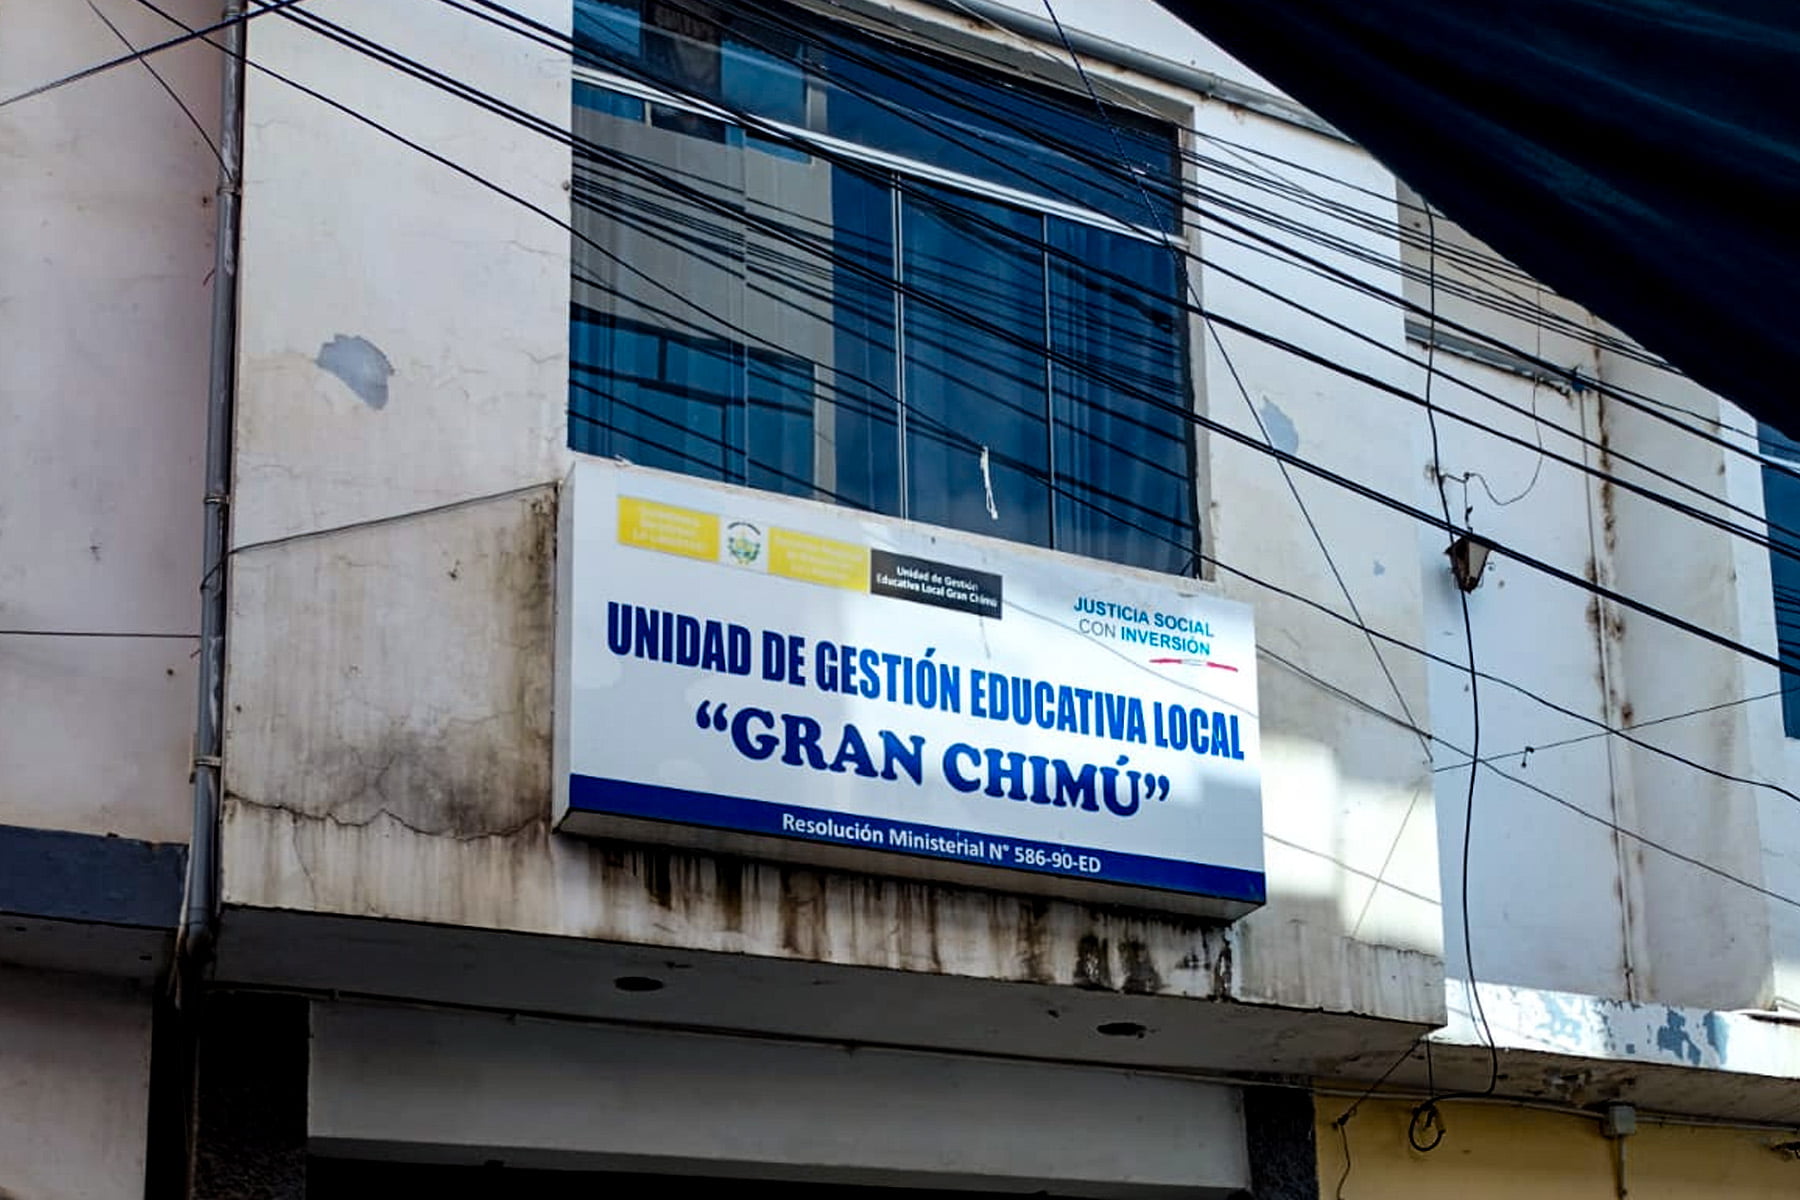 Unidad de Gestión
Educativa Local Gran Chimú
JUSTICIA SOCIAL
CON INVERSIÓN
UNIDAD DE GESTIÓN EDUCATIVA LOCAL
“GRAN CHIMÚ”
Resolución Ministerial N° 586-90-ED